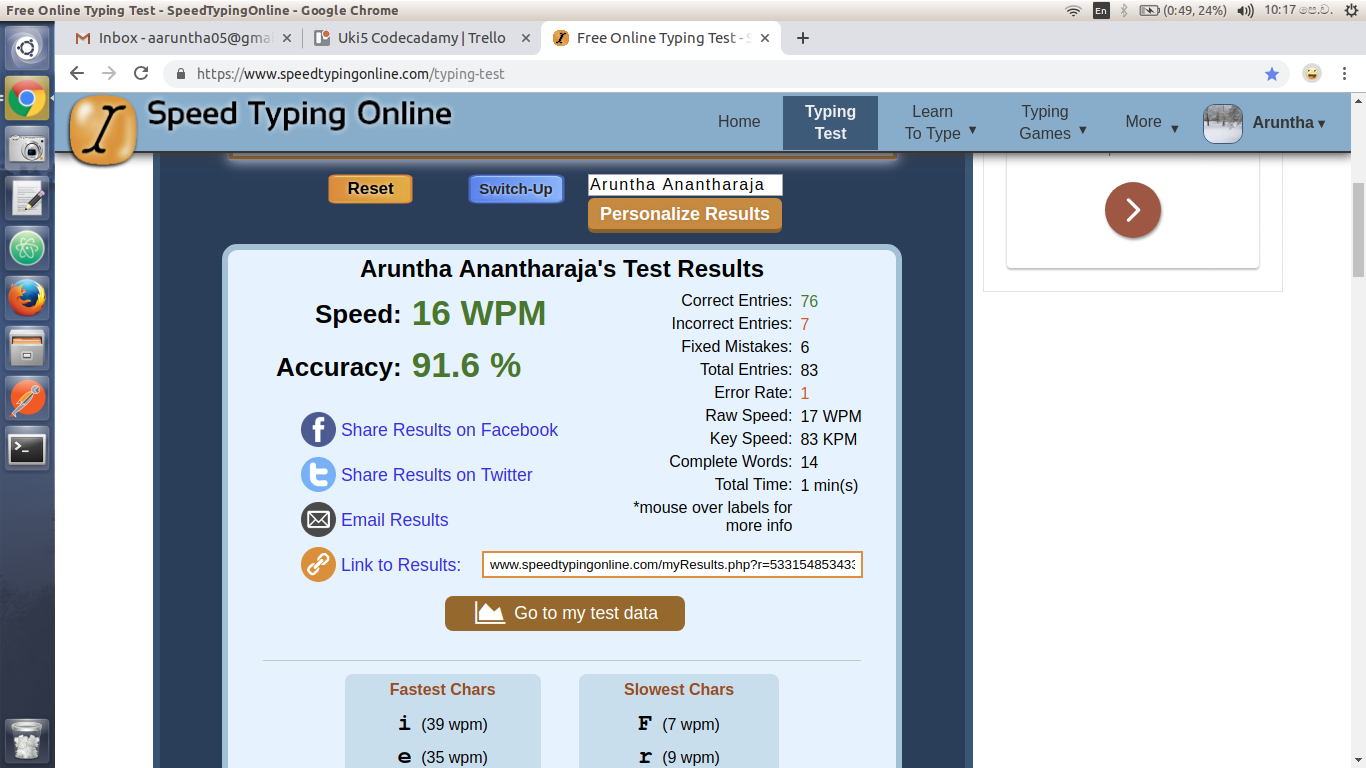 Free Online Typing Test - SpeedTypingOnline - Google Chrome
En
(0:49, 24%)
10:17 පෙ.ව.
Inbox - aaruntha05@gmai
Uki5 Codecadamy | Trello
Free Online Typing Test - S
https://www.speedtypingonline.com/typing-test
Speed Typing Online
Home
Typing Test
Learn To Type
Typing Games
More
Aruntha
Reset
Switch-Up
Aruntha Anantharaja
Personalize Results
Aruntha Anantharaja's Test Results
Speed: 16 WPM
Accuracy: 91.6 %
Correct Entries: 76
Incorrect Entries: 7
Fixed Mistakes: 6
Total Entries: 83
Error Rate: 1
Raw Speed: 17 WPM
Key Speed: 83 KPM
Complete Words: 14
Total Time: 1 min(s)
*mouse over labels for
more info
Share Results on Facebook
Share Results on Twitter
Email Results
Link to Results: www.speedtypingonline.com/myResults.php?r=533154853433
Go to my test data
Fastest Chars
i (39 wpm)
e (35 wpm)
Slowest Chars
F (7 wpm)
r (9 wpm)